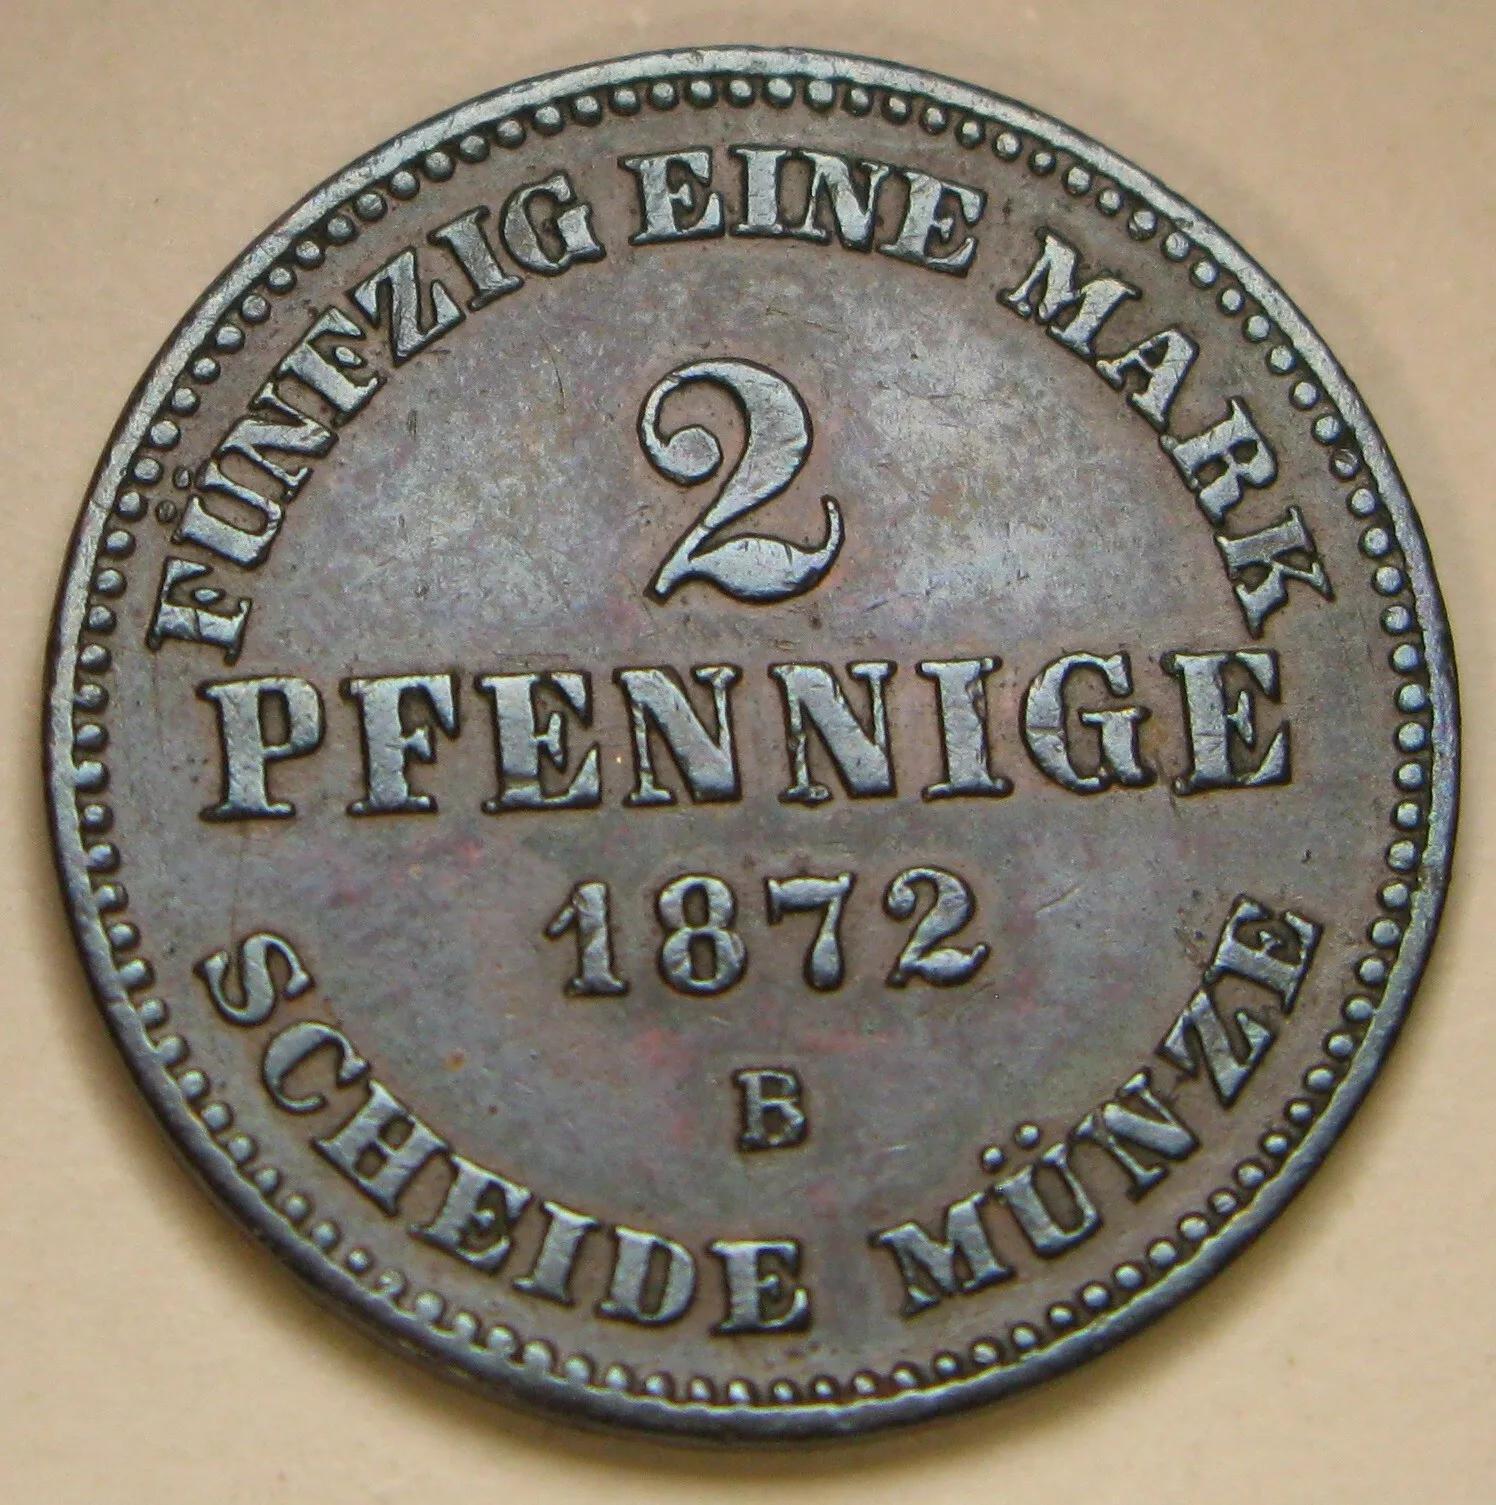 FÜNFZIG EINE MARK
2
PFENNIGE
1872
B
SCHEIDE MÜNZE